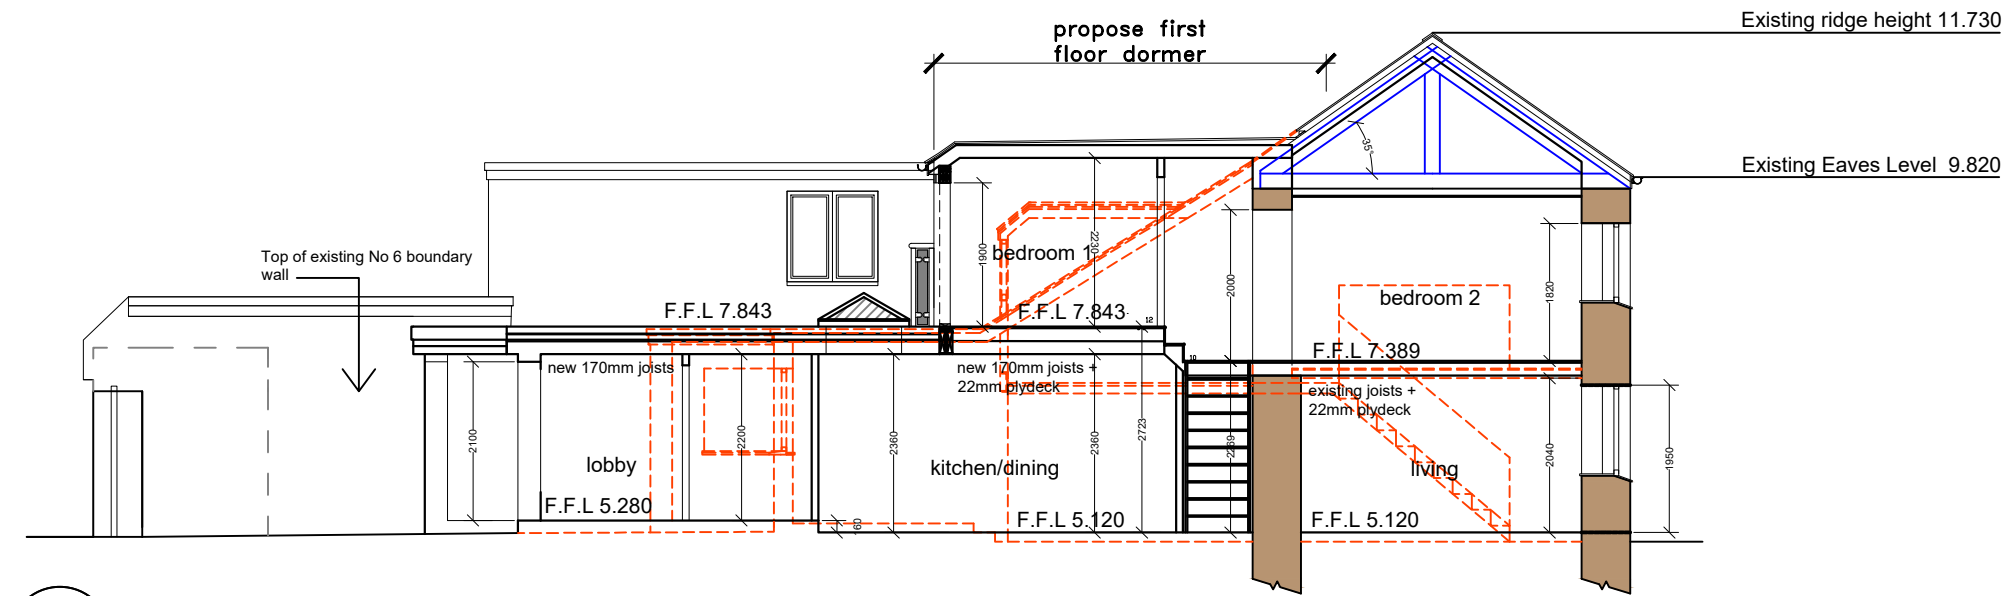 propose first
floor dormer
Existing ridge height 11.730
35°
Existing Eaves Level 9.820
Top of existing No 6 boundary
wall
bedroom 1
1900
2230
2000
bedroom 2
1820
F.F.L 7.843
F.F.L 7.843
12
F.F.L 7.389
10
new 170mm joists
new 170mm joists +
22mm plydeck
existing joists +
22mm plydeck
2100
2200
2360
2360
2723
2269
2040
1950
lobby
kitchen/dining
living
F.F.L 5.280
160
F.F.L 5.120
F.F.L 5.120